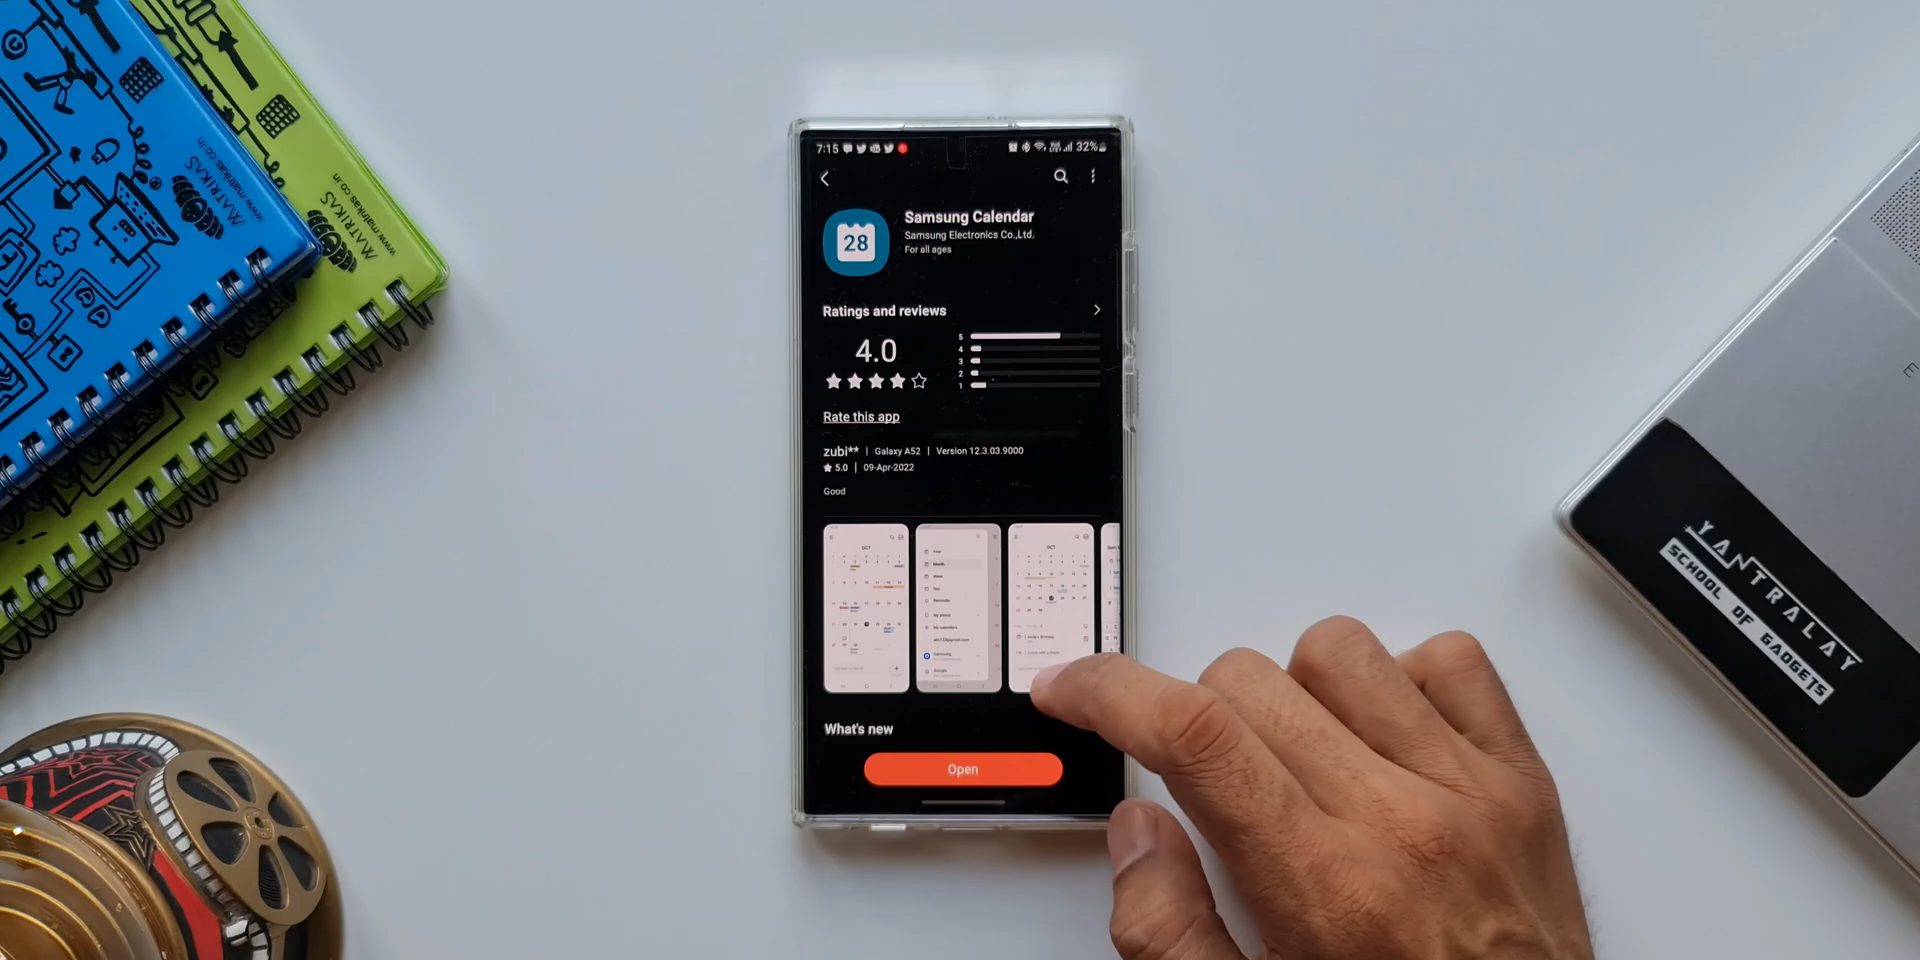 7:15
32%
Samsung Calendar
Samsung Electronics Co.,Ltd.
For all ages
28
Ratings and reviews
4.0
5
4
3
2
1
Rate this app
zubi** | Galaxy A52 | Version 12.3.03.9000
5.0 | 09-Apr-2022
Good
OCT
OCT
What's new
Open
MATRIKAS
www.matrikas.co.in
MATRIKAS
www.matrikas.co.in
YANTRALAY
SCHOOL OF GADGETS